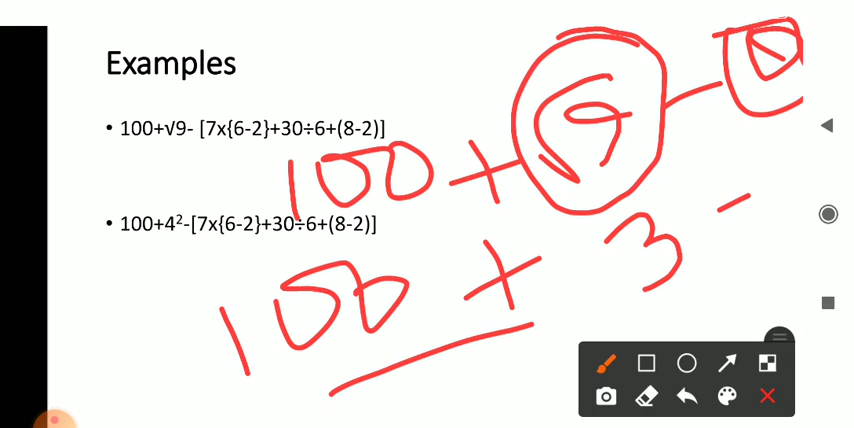 Examples
• 100+√9- [7x{6-2}+30÷6+(8-2)]
100 + √9 -
• 100+4²-[7x{6-2}+30÷6+(8-2)]
100 + 3 -